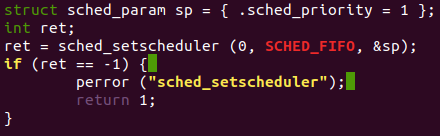 struct sched_param sp = { .sched_priority = 1 };
int ret;
ret = sched_setscheduler (0, SCHED_FIFO, &sp);
if (ret == -1) {
        perror ("sched_setscheduler");
        return 1;
}